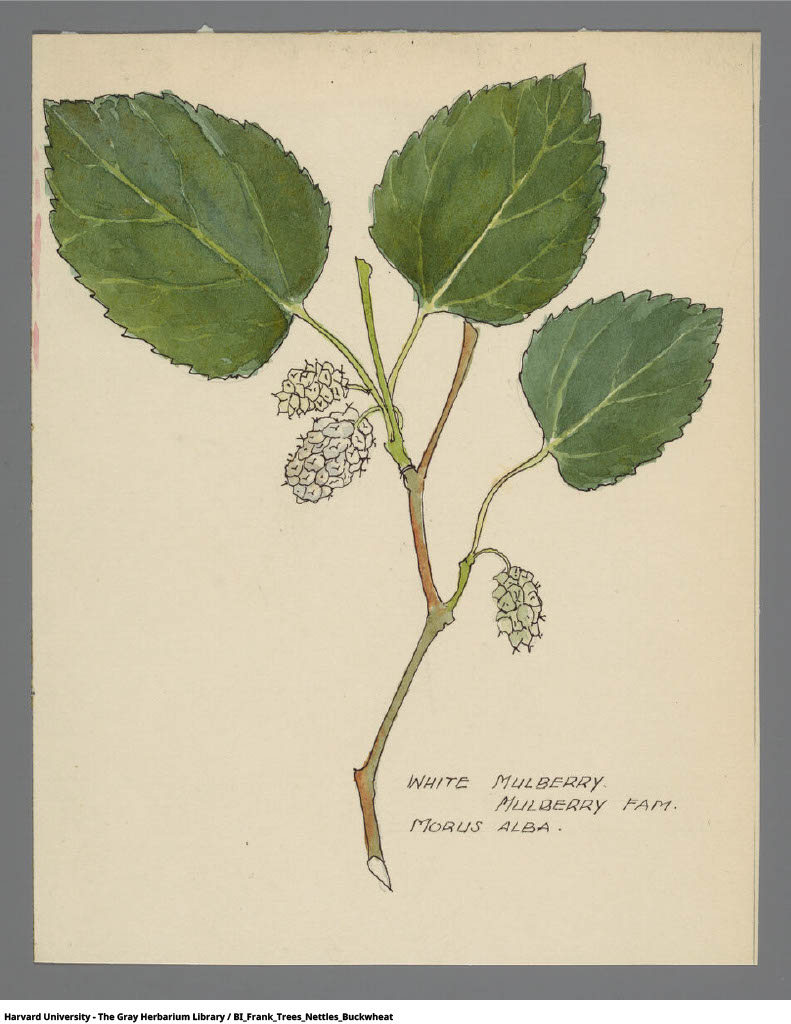 WHITE MULBERRY.
MULBERRY FAM.
MORUS ALBA.
Harvard University - The Gray Herbarium Library / BI_Frank_Trees_Nettles_Buckwheat